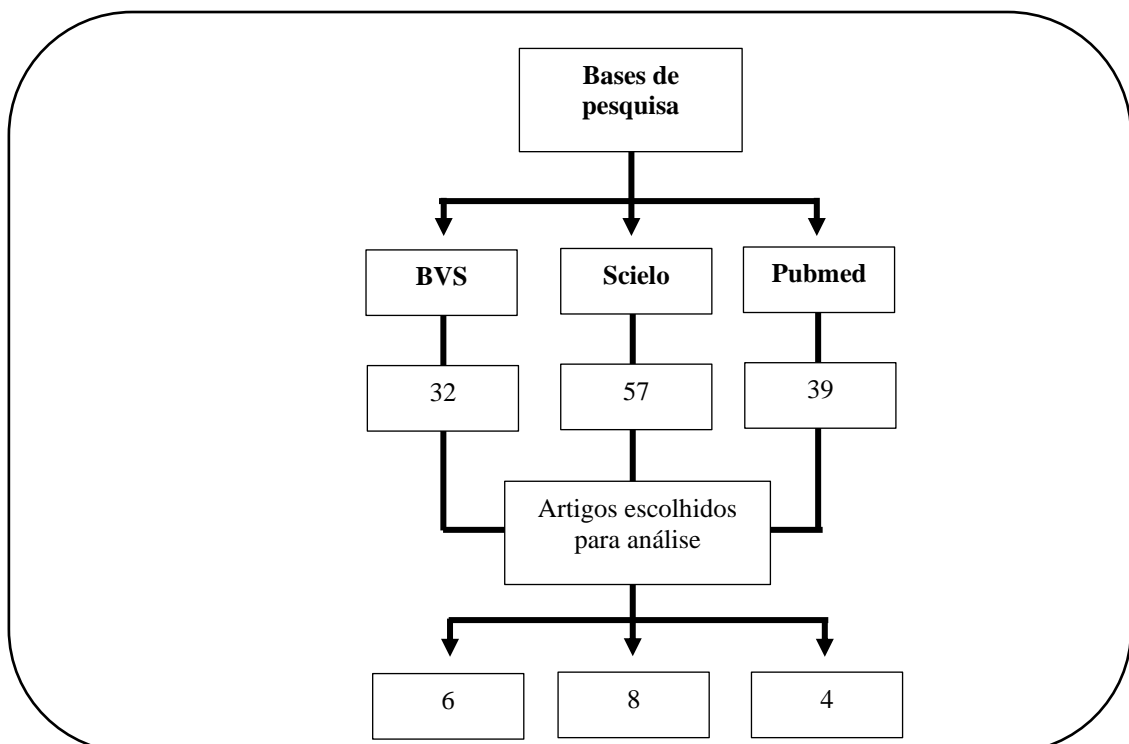 Bases de
pesquisa
BVS
Scielo
Pubmed
32
57
39
Artigos escolhidos
para análise
6
8
4